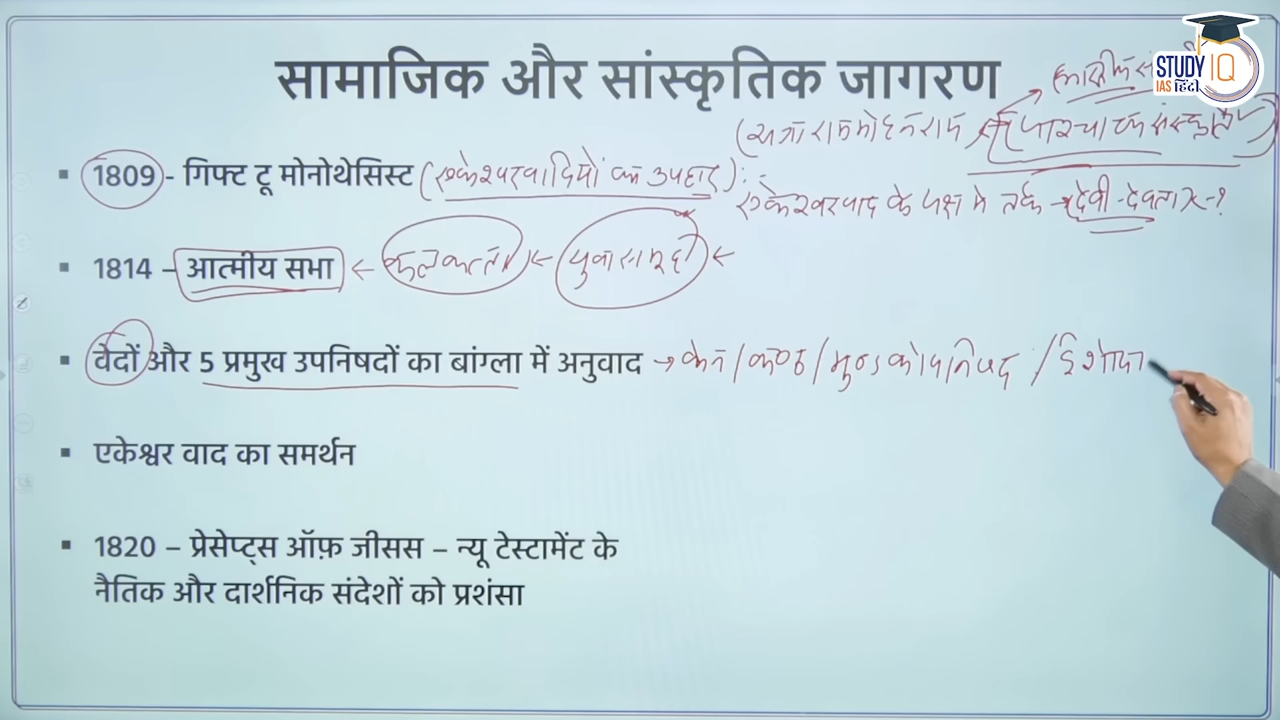 STUDY IQ
IAS हिंदी
सामाजिक और सांस्कृतिक जागरण
(राजा राममोहन राय
1809 - गिफ्ट टू मोनोथेसिस्ट (एकेश्वरवादियों का उपहार) :-
एकेश्वरवाद के पक्ष मे तर्क → देवी-देवता X-?
1814 – आत्मीय सभा ← कलकत्ता ← युवा समूहो ←
वेदों और 5 प्रमुख उपनिषदों का बांग्ला में अनुवाद → केन / कठ / मुण्डकोपनिषद /
एकेश्वर वाद का समर्थन
1820 – प्रेसेप्ट्स ऑफ़ जीसस – न्यू टेस्टामेंट के
नैतिक और दार्शनिक संदेशों को प्रशंसा